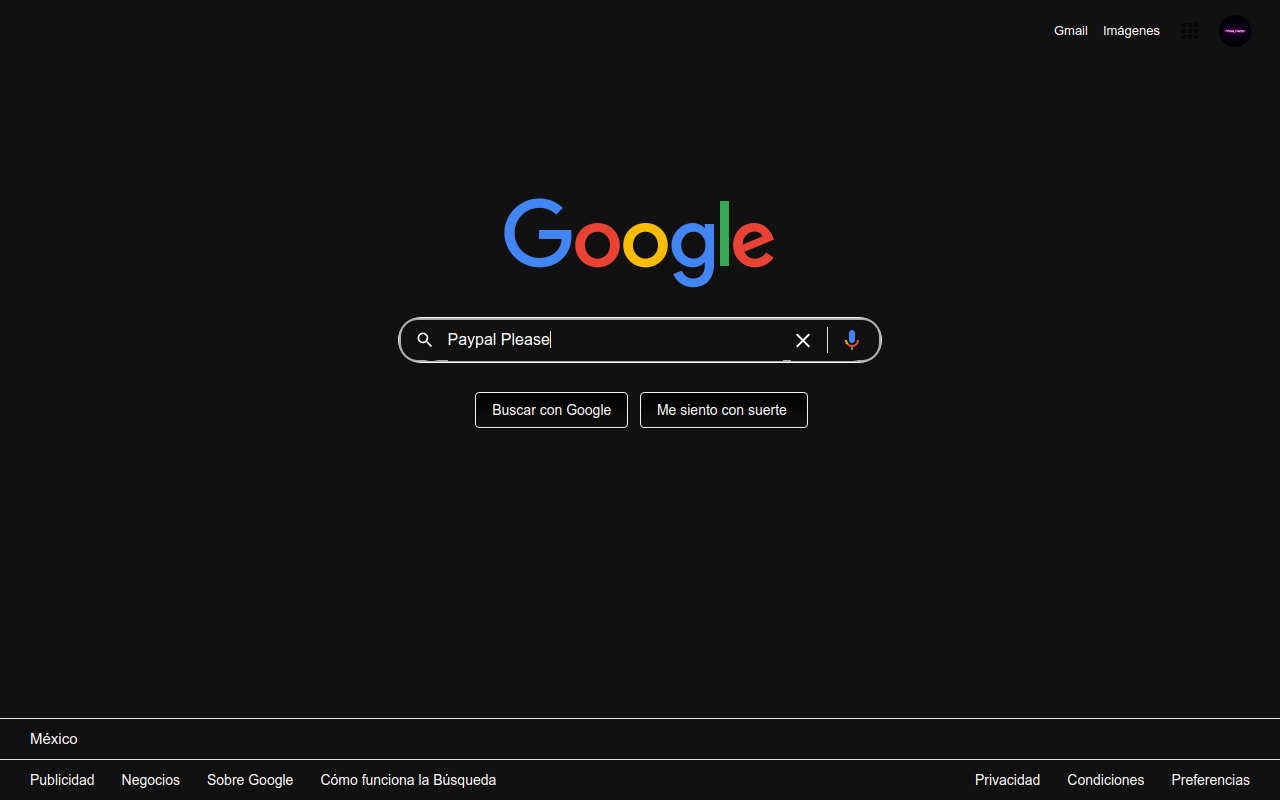 Gmail Imágenes
Google
Paypal Please
Buscar con Google Me siento con suerte
México
Publicidad Negocios Sobre Google Cómo funciona la Búsqueda Privacidad Condiciones Preferencias